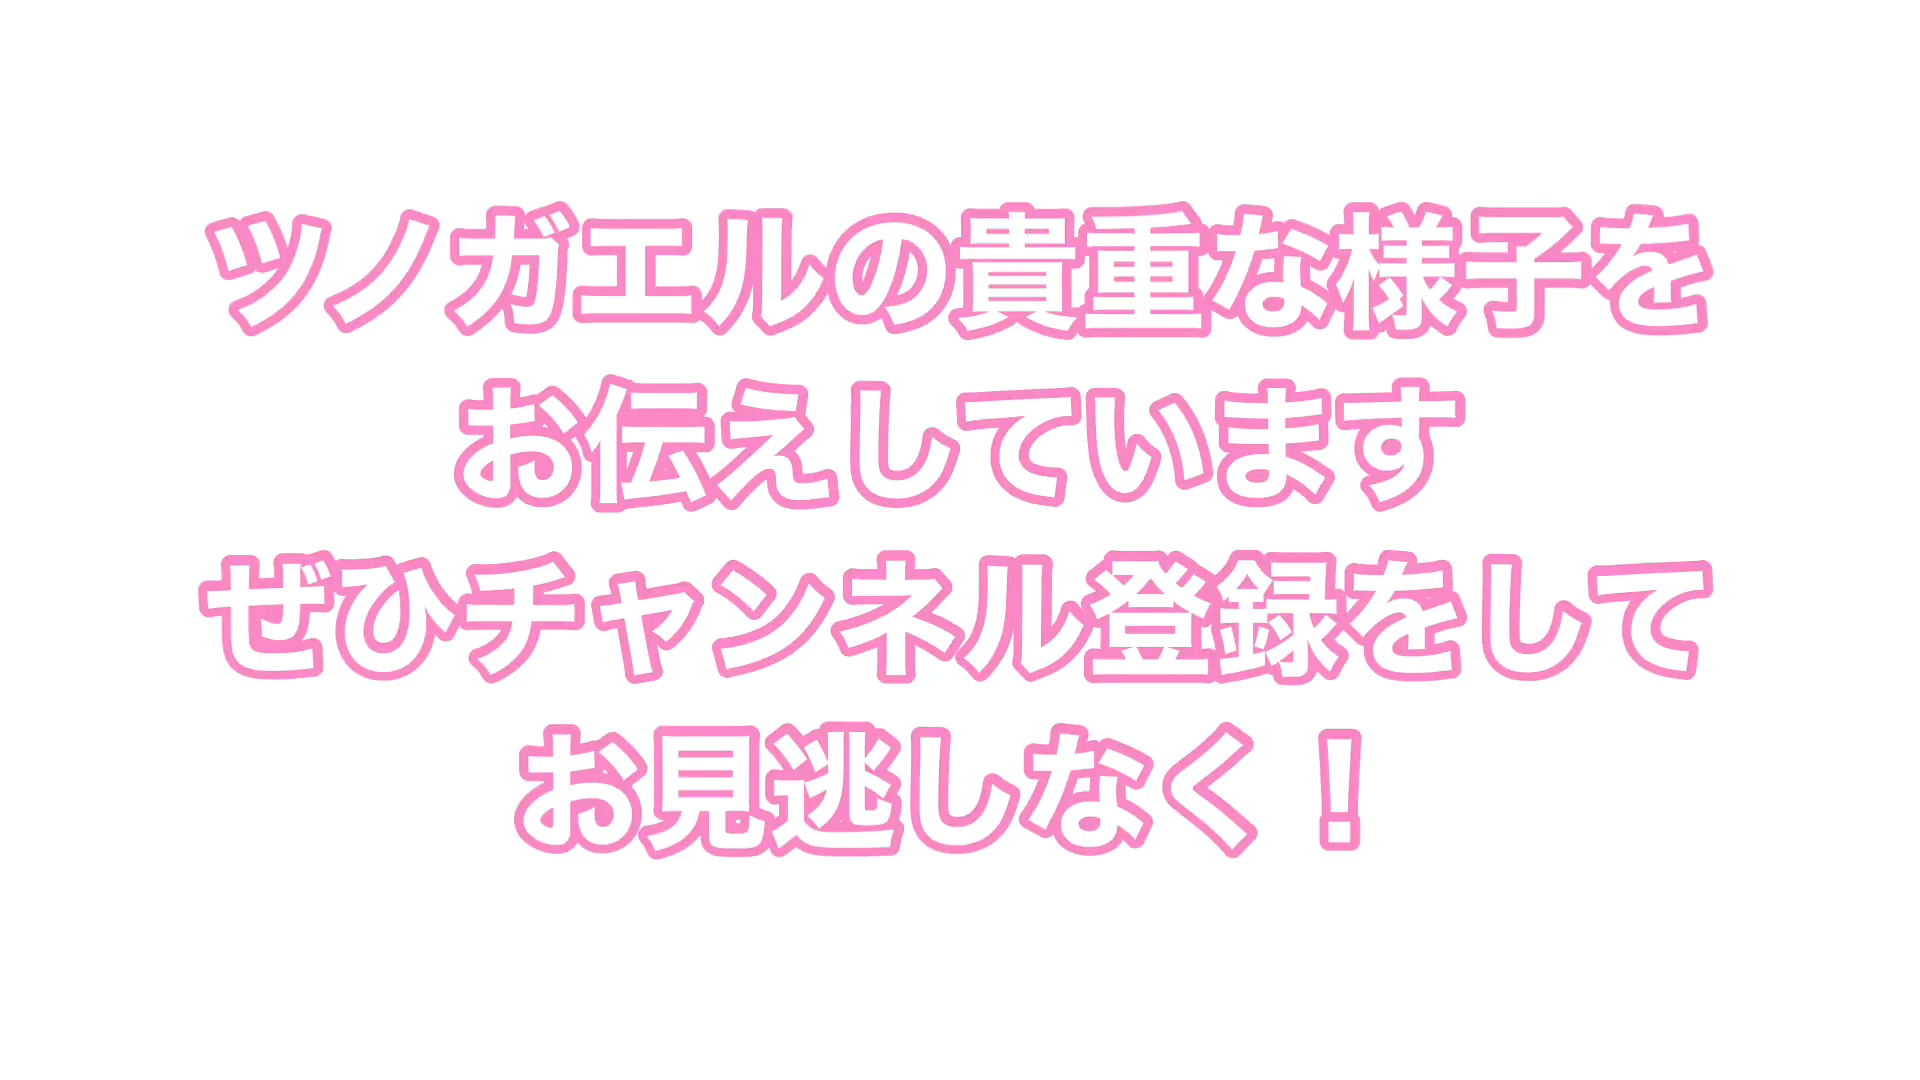 ツノガエルの貴重な様子を
お伝えしています
ぜひチャンネル登録をして
お見逃しなく！